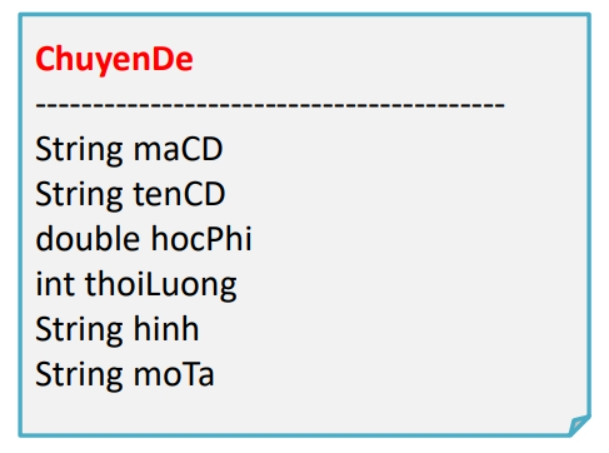 ChuyenDe
-----------------------------------------
String maCD
String tenCD
double hocPhi
int thoiLuong
String hinh
String moTa